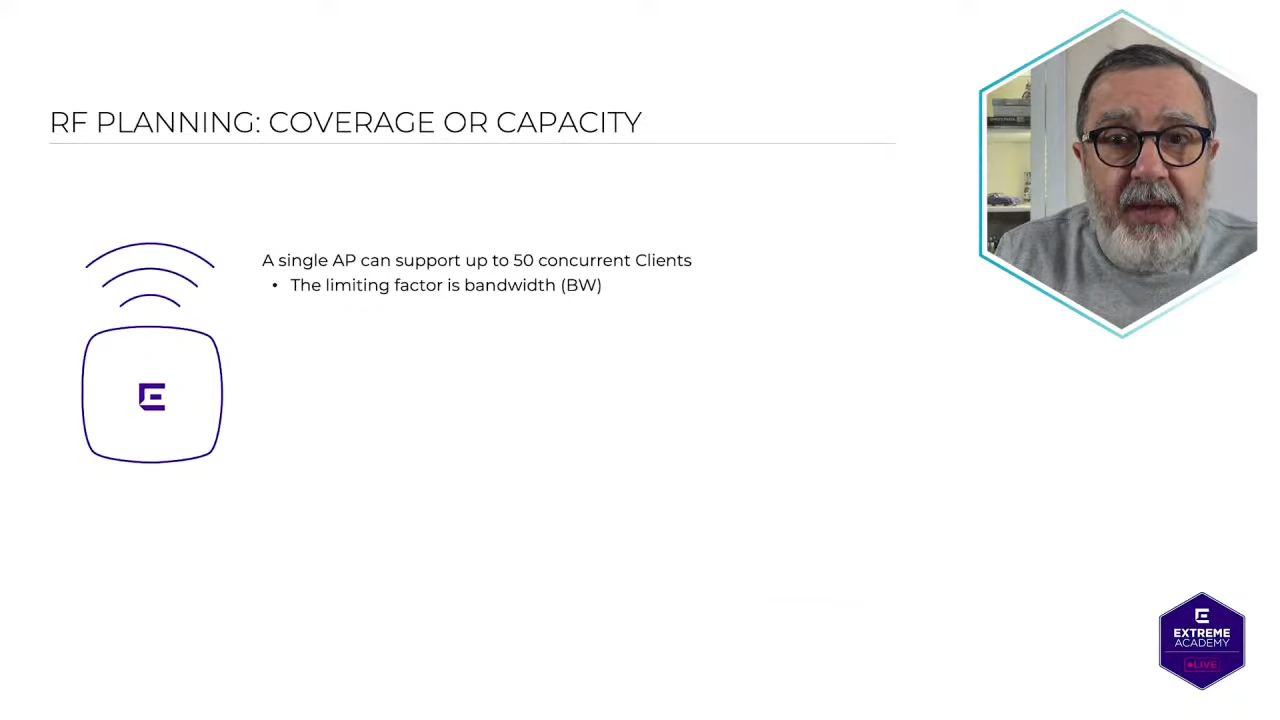 RF PLANNING: COVERAGE OR CAPACITY
A single AP can support up to 50 concurrent Clients
• The limiting factor is bandwidth (BW)
E
E
EXTREME
ACADEMY
LIVE